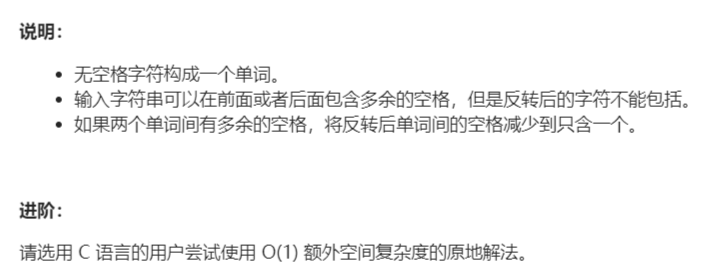 说明：
无空格字符构成一个单词。
输入字符串可以在前面或者后面包含多余的空格，但是反转后的字符不能包括。
如果两个单词间有多余的空格，将反转后单词间的空格减少到只含一个。
进阶：
请选用 C 语言的用户尝试使用 O(1) 额外空间复杂度的原地解法。